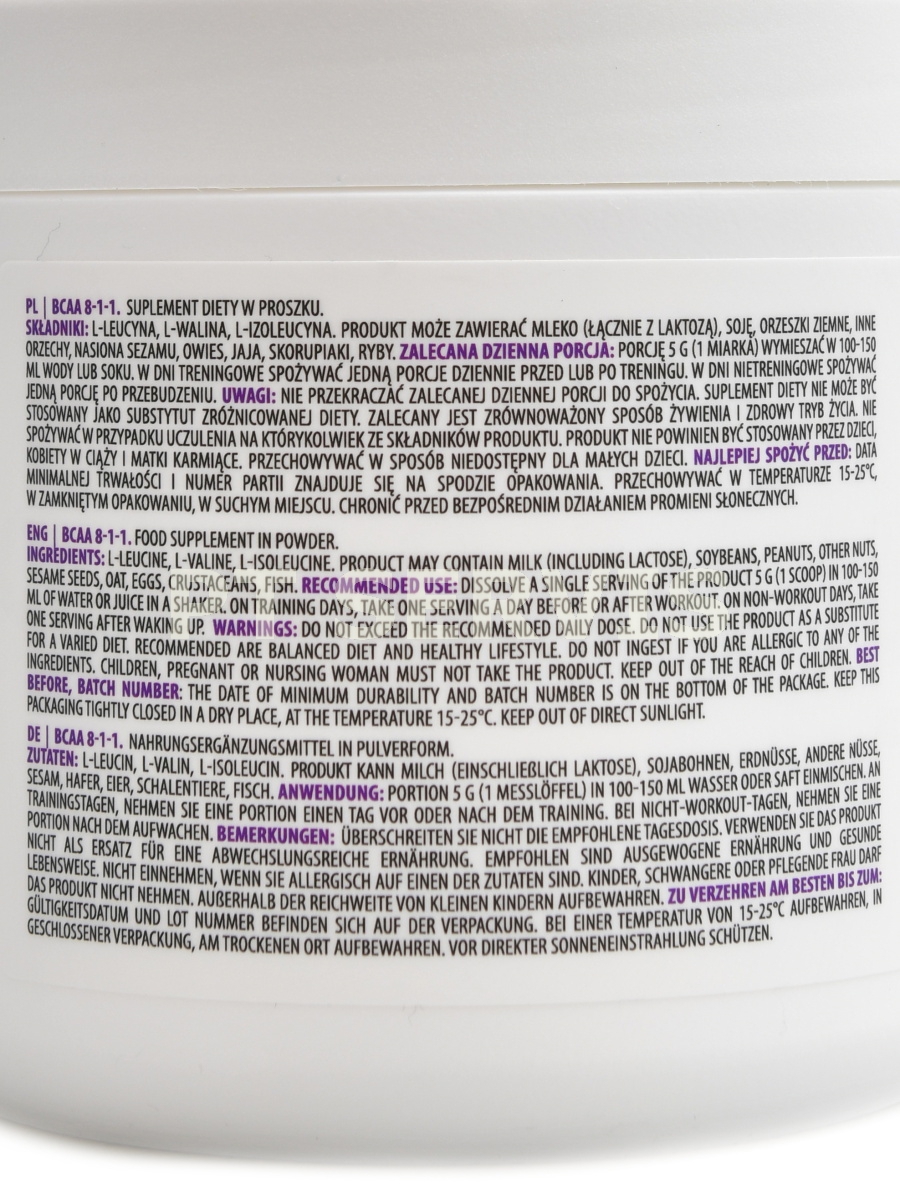 PL | BCAA 8-1-1. SUPLEMENT DIETY W PROSZKU.
SKŁADNIKI: L-LEUCYNA, L-WALINA, L-IZOLEUCYNA. PRODUKT MOŻE ZAWIERAĆ MLEKO (ŁĄCZNIE Z LAKTOZĄ), SOJĘ, ORZESZKI ZIEMNE, INNE
ORZECHY, NASIONA SEZAMU, OWIES, JAJA, SKORUPIAKI, RYBY. ZALECANA DZIENNA PORCJA: PORCJĘ 5 G (1 MIARKA) WYMIESZAĆ W 100-150
ML WODY LUB SOKU. W DNI TRENINGOWE SPOŻYWAĆ JEDNĄ PORCJE DZIENNIE PRZED LUB PO TRENINGU. W DNI NIETRENINGOWE SPOŻYWAĆ
JEDNĄ PORCJĘ PO PRZEBUDZENIU. UWAGI: NIE PRZEKRACZAĆ ZALECANEJ DZIENNEJ PORCJI DO SPOŻYCIA. SUPLEMENT DIETY NIE MOŻE BYĆ
STOSOWANY JAKO SUBSTYTUT ZRÓŻNICOWANEJ DIETY. ZALECANY JEST ZRÓWNOWAŻONY SPOSÓB ŻYWIENIA I ZDROWY TRYB ŻYCIA. NIE
SPOŻYWAĆ W PRZYPADKU UCZULENIA NA KTÓRYKOLWIEK ZE SKŁADNIKÓW PRODUKTU. PRODUKT NIE POWINIEN BYĆ STOSOWANY PRZEZ DZIECI,
KOBIETY W CIĄŻY I MATKI KARMIĄCE. PRZECHOWYWAĆ W SPOSÓB NIEDOSTĘPNY DLA MAŁYCH DZIECI. NAJLEPIEJ SPOŻYĆ PRZED: DATA
MINIMALNEJ TRWAŁOŚCI I NUMER PARTII ZNAJDUJE SIĘ NA SPODZIE OPAKOWANIA. PRZECHOWYWAĆ W TEMPERATURZE 15-25°C,
W ZAMKNIĘTYM OPAKOWANIU, W SUCHYM MIEJSCU. CHRONIĆ PRZED BEZPOŚREDNIM DZIAŁANIEM PROMIENI SŁONECZNYCH.
ENG | BCAA 8-1-1. FOOD SUPPLEMENT IN POWDER.
INGREDIENTS: L-LEUCINE, L-VALINE, L-ISOLEUCINE. PRODUCT MAY CONTAIN MILK (INCLUDING LACTOSE), SOYBEANS, PEANUTS, OTHER NUTS,
SESAME SEEDS, OAT, EGGS, CRUSTACEANS, FISH. RECOMMENDED USE: DISSOLVE A SINGLE SERVING OF THE PRODUCT 5 G (1 SCOOP) IN 100-150
ML OF WATER OR JUICE IN A SHAKER. ON TRAINING DAYS, TAKE ONE SERVING A DAY BEFORE OR AFTER WORKOUT. ON NON-WORKOUT DAYS, TAKE
ONE SERVING AFTER WAKING UP. WARNINGS: DO NOT EXCEED THE RECOMMENDED DAILY DOSE. DO NOT USE THE PRODUCT AS A SUBSTITUTE
FOR A VARIED DIET. RECOMMENDED ARE BALANCED DIET AND HEALTHY LIFESTYLE. DO NOT INGEST IF YOU ARE ALLERGIC TO ANY OF THE
INGREDIENTS. CHILDREN, PREGNANT OR NURSING WOMAN MUST NOT TAKE THE PRODUCT. KEEP OUT OF THE REACH OF CHILDREN. BEST
BEFORE, BATCH NUMBER: THE DATE OF MINIMUM DURABILITY AND BATCH NUMBER IS ON THE BOTTOM OF THE PACKAGE. KEEP THIS
PACKAGING TIGHTLY CLOSED IN A DRY PLACE, AT THE TEMPERATURE 15-25°C. KEEP OUT OF DIRECT SUNLIGHT.
DE | BCAA 8-1-1. NAHRUNGSERGÄNZUNGSMITTEL IN PULVERFORM.
ZUTATEN: L-LEUCIN, L-VALIN, L-ISOLEUCIN. PRODUKT KANN MILCH (EINSCHLIEẞLICH LAKTOSE), SOJABOHNEN, ERDNÜSSE, ANDERE NÜSSE,
SESAM, HAFER, EIER, SCHALENTIERE, FISCH. ANWENDUNG: PORTION 5 G (1 MESSLÖFFEL) IN 100-150 ML WASSER ODER SAFT EINMISCHEN. AN
TRAININGSTAGEN, NEHMEN SIE EINE PORTION EINEN TAG VOR ODER NACH DEM TRAINING. BEI NICHT-WORKOUT-TAGEN, NEHMEN SIE EINE
PORTION NACH DEM AUFWACHEN. BEMERKUNGEN: ÜBERSCHREITEN SIE NICHT DIE EMPFOHLENE TAGESDOSIS. VERWENDEN SIE DAS PRODUKT
NICHT ALS ERSATZ FÜR EINE ABWECHSLUNGSREICHE ERNÄHRUNG. EMPFOHLEN SIND AUSGEWOGENE ERNÄHRUNG UND GESUNDE
LEBENSWEISE. NICHT EINNEHMEN, WENN SIE ALLERGISCH AUF EINEN DER ZUTATEN SIND. KINDER, SCHWANGERE ODER PFLEGENDE FRAU DARF
DAS PRODUKT NICHT NEHMEN. AUẞERHALB DER REICHWEITE VON KLEINEN KINDERN AUFBEWAHREN. ZU VERZEHREN AM BESTEN BIS ZUM:
GÜLTIGKEITSDATUM UND LOT NUMMER BEFINDEN SICH AUF DER VERPACKUNG. BEI EINER TEMPERATUR VON 15-25°C AUFBEWAHREN, IN
GESCHLOSSENER VERPACKUNG, AM TROCKENEN ORT AUFBEWAHREN. VOR DIREKTER SONNENEINSTRAHLUNG SCHÜTZEN.